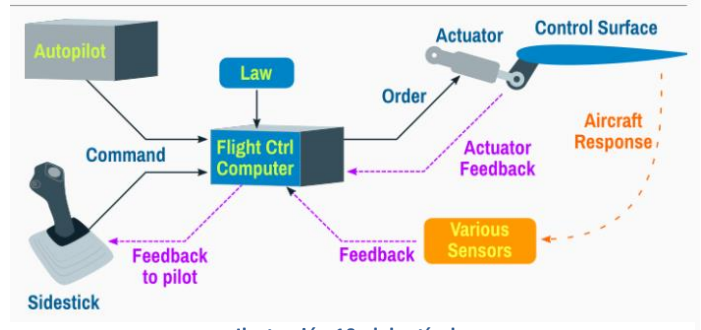 Autopilot
Law
Actuator
Control Surface
Order
Command
Flight Ctrl
Computer
Actuator
Feedback
Aircraft
Response
Various
Sensors
Feedback
Feedback
to pilot
Sidestick